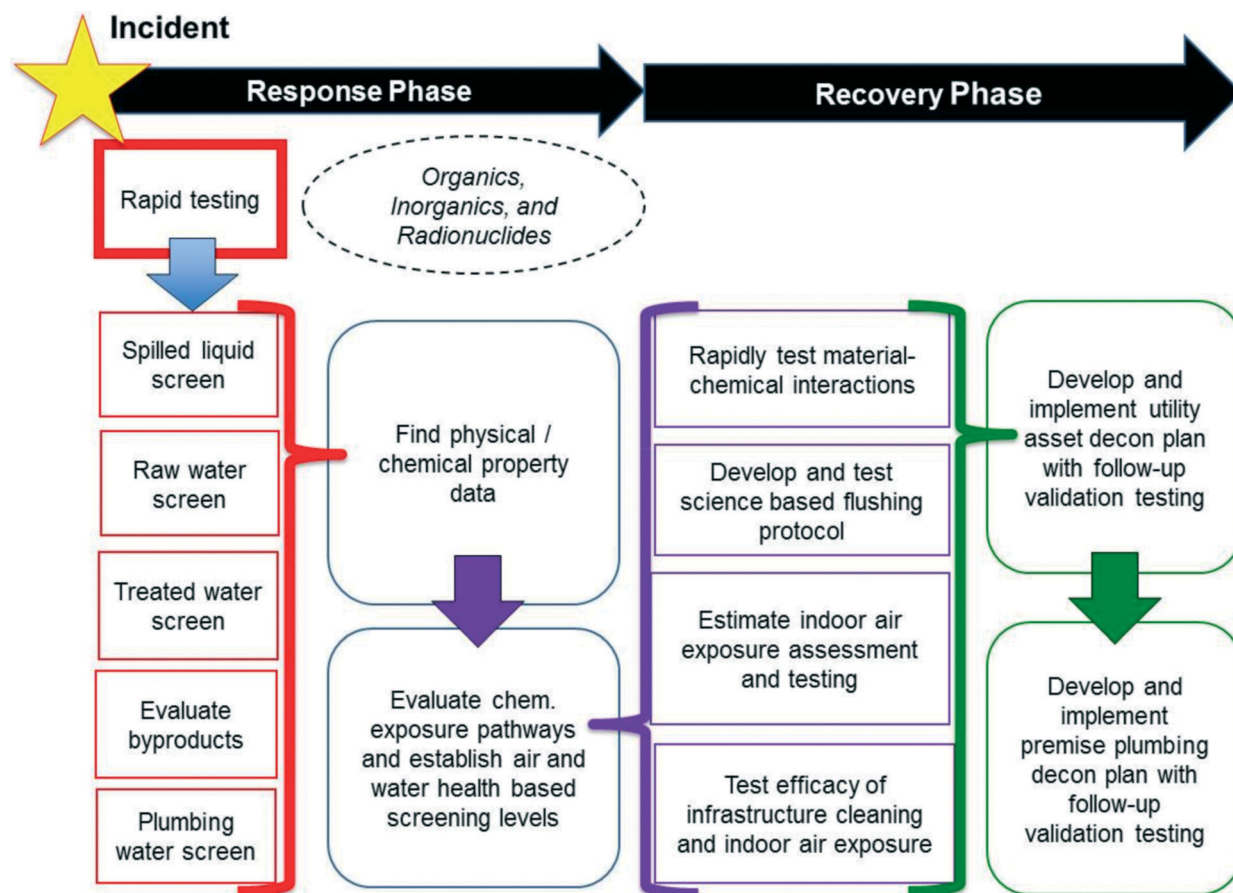 Incident
Response Phase
Recovery Phase
Rapid testing
Organics,
Inorganics, and
Radionuclides
Spilled liquid
screen
Raw water
screen
Treated water
screen
Evaluate
byproducts
Plumbing
water screen
Find physical /
chemical property
data
Evaluate chem.
exposure pathways
and establish air and
water health based
screening levels
Rapidly test material-
chemical interactions
Develop and test
science based flushing
protocol
Estimate indoor air
exposure assessment
and testing
Test efficacy of
infrastructure cleaning
and indoor air exposure
Develop and
implement utility
asset decon plan
with follow-up
validation testing
Develop and
implement
premise plumbing
decon plan with
follow-up
validation testing